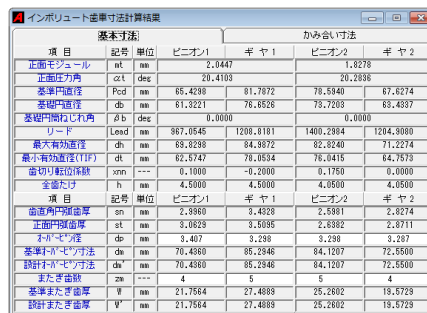 インボリュート歯車寸法計算結果
基本寸法 かみ合い寸法
項 目 記号 単位 ピニオン1 ギ ヤ 1 ピニオン2 ギ ヤ 2
正面モジュール mt mm 2.0447 1.8278
正面圧力角 αt deg 20.4103 20.2836
基準円直径 Pcd mm 65.4298 81.7872 78.5940 67.6274
基礎円直径 db mm 61.3221 76.6526 73.7203 63.4337
基礎円筒ねじれ角 βb deg 0.0000 0.0000
リード Lead mm 967.0545 1208.8181 1400.2984 1204.9080
最大有効直径 dh mm 69.8298 84.9872 82.8240 71.2274
最小有効直径(TIF) dt mm 62.5747 78.0534 76.0415 64.7573
歯切り転位係数 xnn --- 0.1000 -0.2000 0.1750 0.0000
全歯たけ h mm 4.5000 4.5000 4.0500 4.0500
項 目 記号 単位 ピニオン1 ギ ヤ 1 ピニオン2 ギ ヤ 2
歯直角円弧歯厚 sn mm 2.9960 3.4328 2.5981 2.8274
正面円弧歯厚 st mm 3.0629 3.5095 2.6382 2.8711
オーバーピン径 dp mm 3.407 3.298 3.298 3.287
基準オーバーピン寸法 dm mm 70.4360 85.2946 84.1207 72.5500
設計オーバーピン寸法 dm' mm 70.4360 85.2946 84.1207 72.5500
またぎ歯数 zm --- 4 5 5 4
基準またぎ歯厚 W mm 21.7564 27.4889 25.2602 19.5729
設計またぎ歯厚 W' mm 21.7564 27.4889 25.2602 19.5729